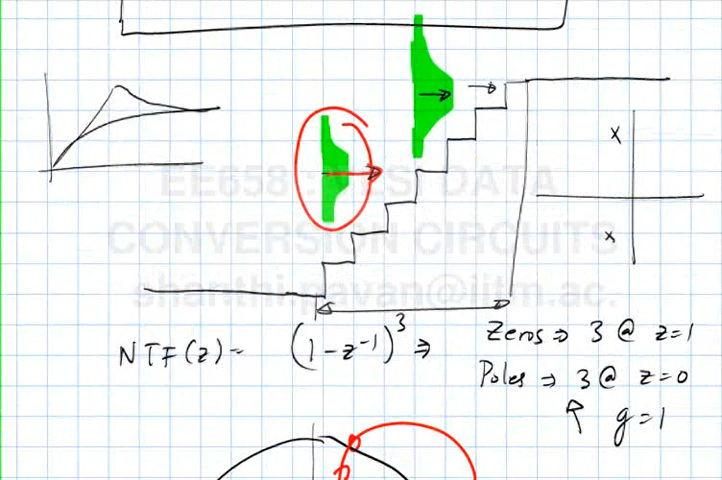 EE658: VLSI DATA
CONVERSION CIRCUITS
shanthi.pavan@iitm.ac.
NTF(z) = (1-z⁻¹)³ ⇒ Zeros ⇒ 3 @ z=1
Poles ⇒ 3 @ z=0
g=1